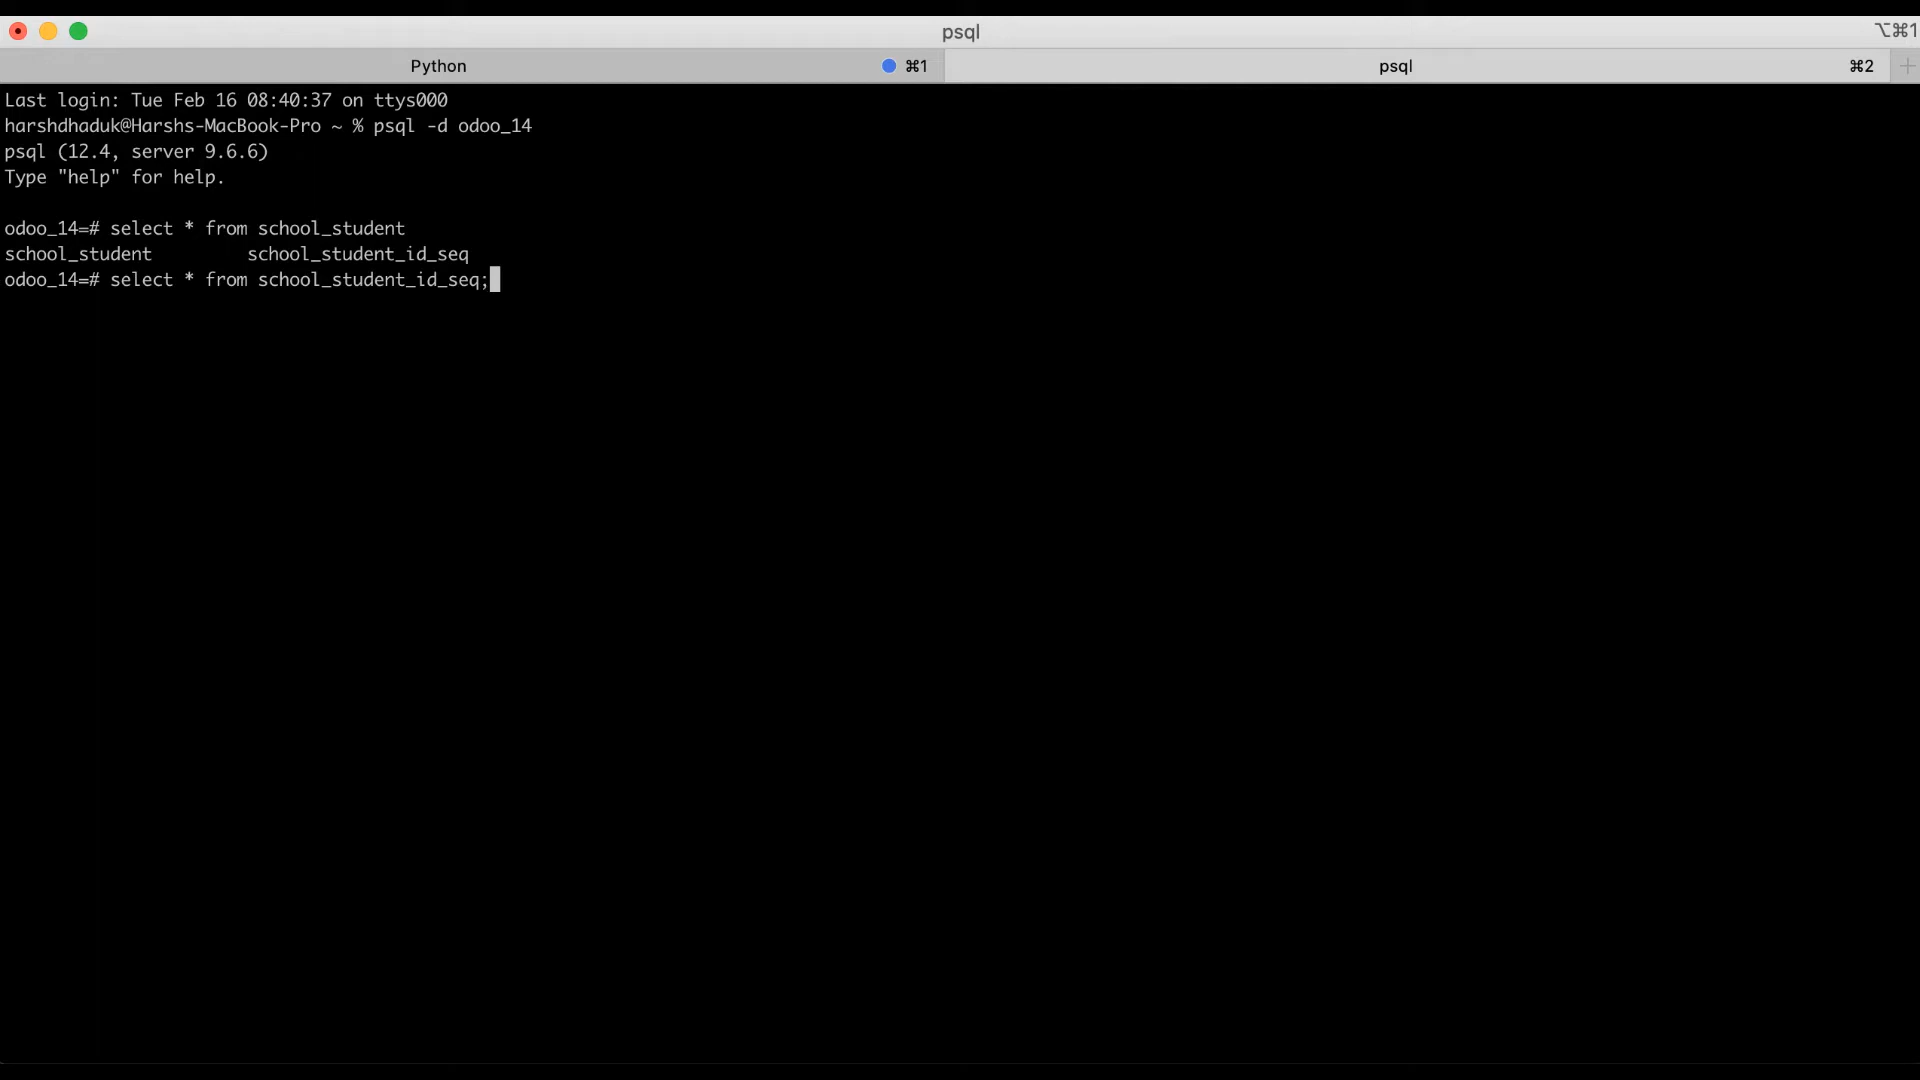 psql ⌥⌘1
Python ⌘1 psql ⌘2 +
Last login: Tue Feb 16 08:40:37 on ttys000
harshdhaduk@Harshs-MacBook-Pro ~ % psql -d odoo_14
psql (12.4, server 9.6.6)
Type "help" for help.
odoo_14=# select * from school_student
school_student         school_student_id_seq
odoo_14=# select * from school_student_id_seq;